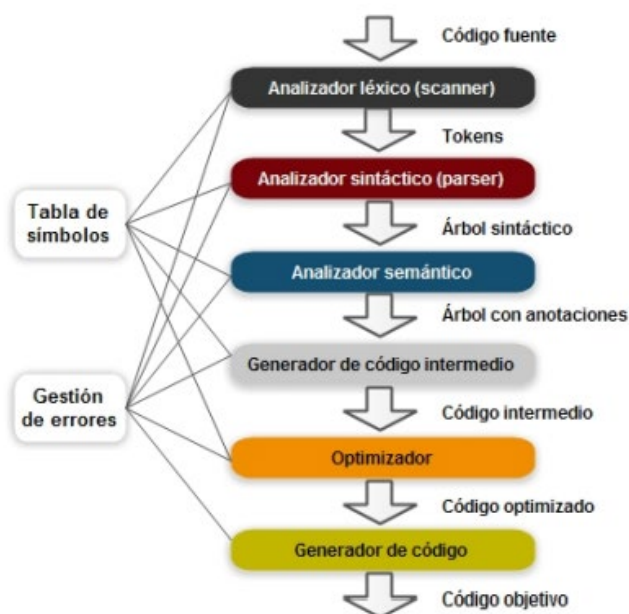 Código fuente
Analizador léxico (scanner)
Tokens
Analizador sintáctico (parser)
Tabla de
símbolos
Árbol sintáctico
Analizador semántico
Árbol con anotaciones
Generador de código intermedio
Gestión
de errores
Código intermedio
Optimizador
Código optimizado
Generador de código
Código objetivo